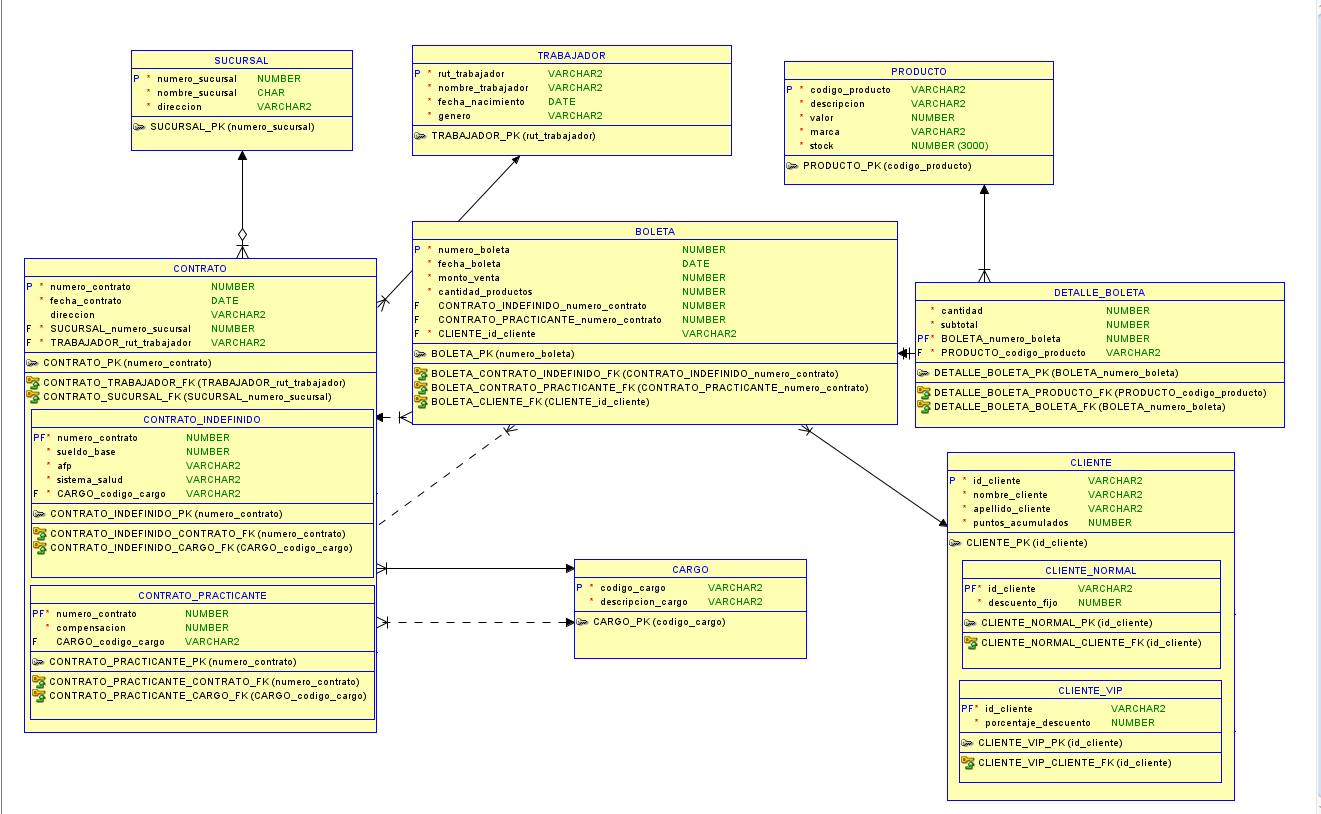 SUCURSAL
P * numero_sucursal NUMBER
* nombre_sucursal CHAR
* direccion VARCHAR2
SUCURSAL_PK (numero_sucursal)
TRABAJADOR
P * rut_trabajador VARCHAR2
* nombre_trabajador VARCHAR2
* fecha_nacimiento DATE
* genero VARCHAR2
TRABAJADOR_PK (rut_trabajador)
PRODUCTO
P * codigo_producto VARCHAR2
* descripcion VARCHAR2
* valor NUMBER
* marca VARCHAR2
* stock NUMBER (3000)
PRODUCTO_PK (codigo_producto)
BOLETA
P * numero_boleta NUMBER
* fecha_boleta DATE
* monto_venta NUMBER
* cantidad_productos NUMBER
F CONTRATO_INDEFINIDO_numero_contrato NUMBER
F CONTRATO_PRACTICANTE_numero_contrato NUMBER
F * CLIENTE_id_cliente VARCHAR2
BOLETA_PK (numero_boleta)
BOLETA_CONTRATO_INDEFINIDO_FK (CONTRATO_INDEFINIDO_numero_contrato)
BOLETA_CONTRATO_PRACTICANTE_FK (CONTRATO_PRACTICANTE_numero_contrato)
BOLETA_CLIENTE_FK (CLIENTE_id_cliente)
CONTRATO
P * numero_contrato NUMBER
* fecha_contrato DATE
direccion VARCHAR2
F * SUCURSAL_numero_sucursal NUMBER
F * TRABAJADOR_rut_trabajador VARCHAR2
CONTRATO_PK (numero_contrato)
CONTRATO_TRABAJADOR_FK (TRABAJADOR_rut_trabajador)
CONTRATO_SUCURSAL_FK (SUCURSAL_numero_sucursal)
CONTRATO_INDEFINIDO
PF* numero_contrato NUMBER
* sueldo_base NUMBER
* afp VARCHAR2
* sistema_salud VARCHAR2
F * CARGO_codigo_cargo VARCHAR2
CONTRATO_INDEFINIDO_PK (numero_contrato)
CONTRATO_INDEFINIDO_CONTRATO_FK (numero_contrato)
CONTRATO_INDEFINIDO_CARGO_FK (CARGO_codigo_cargo)
CONTRATO_PRACTICANTE
PF* numero_contrato NUMBER
* compensacion NUMBER
F CARGO_codigo_cargo VARCHAR2
CONTRATO_PRACTICANTE_PK (numero_contrato)
CONTRATO_PRACTICANTE_CONTRATO_FK (numero_contrato)
CONTRATO_PRACTICANTE_CARGO_FK (CARGO_codigo_cargo)
DETALLE_BOLETA
* cantidad NUMBER
* subtotal NUMBER
PF* BOLETA_numero_boleta NUMBER
F * PRODUCTO_codigo_producto VARCHAR2
DETALLE_BOLETA_PK (BOLETA_numero_boleta)
DETALLE_BOLETA_PRODUCTO_FK (PRODUCTO_codigo_producto)
DETALLE_BOLETA_BOLETA_FK (BOLETA_numero_boleta)
CARGO
P * codigo_cargo VARCHAR2
* descripcion_cargo VARCHAR2
CARGO_PK (codigo_cargo)
CLIENTE
P * id_cliente VARCHAR2
* nombre_cliente VARCHAR2
* apellido_cliente VARCHAR2
* puntos_acumulados NUMBER
CLIENTE_PK (id_cliente)
CLIENTE_NORMAL
PF* id_cliente VARCHAR2
* descuento_fijo NUMBER
CLIENTE_NORMAL_PK (id_cliente)
CLIENTE_NORMAL_CLIENTE_FK (id_cliente)
CLIENTE_VIP
PF* id_cliente VARCHAR2
* porcentaje_descuento NUMBER
CLIENTE_VIP_PK (id_cliente)
CLIENTE_VIP_CLIENTE_FK (id_cliente)